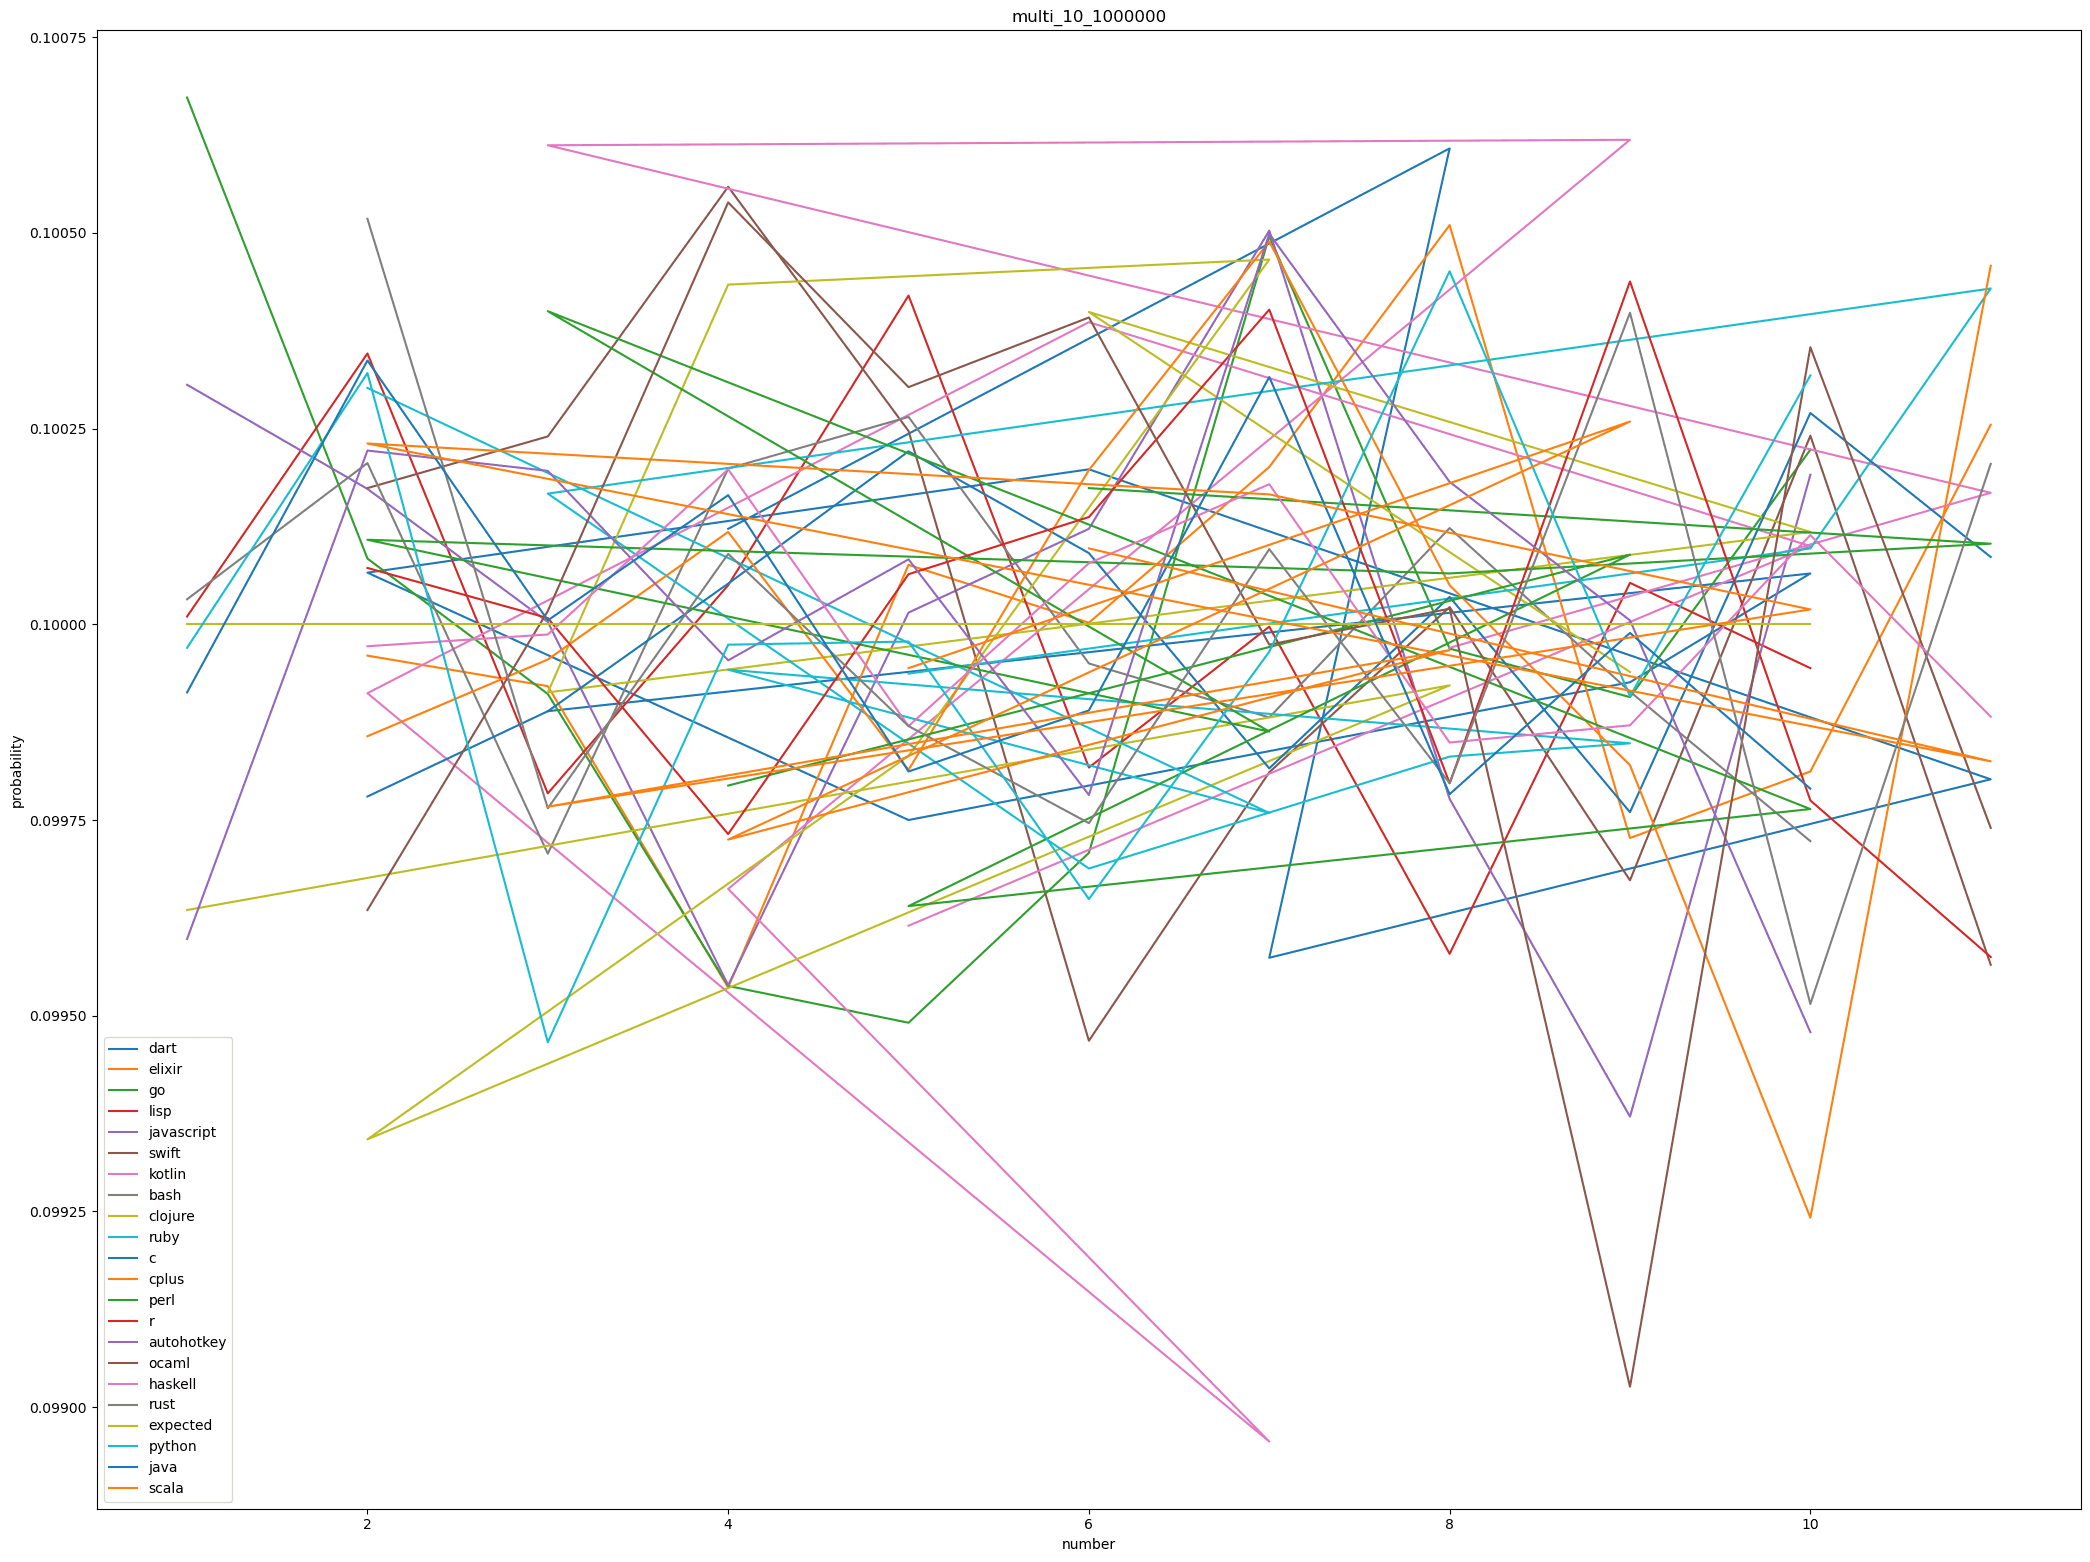 multi_10_1000000
probability
0.10075
0.10050
0.10025
0.10000
0.09975
0.09950
0.09925
0.09900
dart
elixir
go
lisp
javascript
swift
kotlin
bash
clojure
ruby
c
cplus
perl
r
autohotkey
ocaml
haskell
rust
expected
python
java
scala
2 4 6 8 10
number